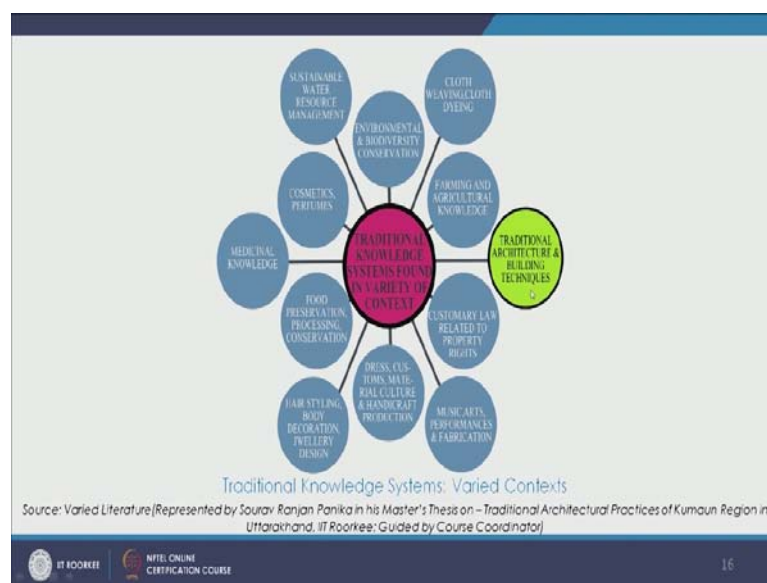 SUSTAINABLE
WATER
RESOURCE
MANAGEMENT
CLOTH
WEAVING,CLOTH
DYEING
ENVIRONMENTAL
& BIODIVERSITY
CONSERVATION
COSMETICS,
PERFUMES
FARMING AND
AGRICULTURAL
KNOWLEDGE
MEDICINAL
KNOWLEDGE
TRADITIONAL
KNOWLEDGE
SYSTEMS FOUND
IN VARIETY OF
CONTEXT
TRADITIONAL
ARCHITECTURE &
BUILDING
TECHNIQUES
FOOD
PRESERVATION,
PROCESSING,
CONSERVATION
CUSTOMARY LAW
RELATED TO
PROPERTY
RIGHTS
DRESS, CUS-
TOMS, MATE-
RIAL CULTURE
& HANDICRAFT
PRODUCTION
HAIR STYLING,
BODY
DECORATION,
JWELLERY
DESIGN
MUSIC,ARTS,
PERFORMANCES
& FABRICATION
Traditional Knowledge Systems: Varied Contexts
Source: Varied Literature(Represented by Sourav Ranjan Panika in his Master's Thesis on – Traditional Architectural Practices of Kumaun Region in
Uttarakhand, IIT Roorkee: Guided by Course Coordinator)
IIT ROORKEE
NPTEL ONLINE
CERTIFICATION COURSE
16